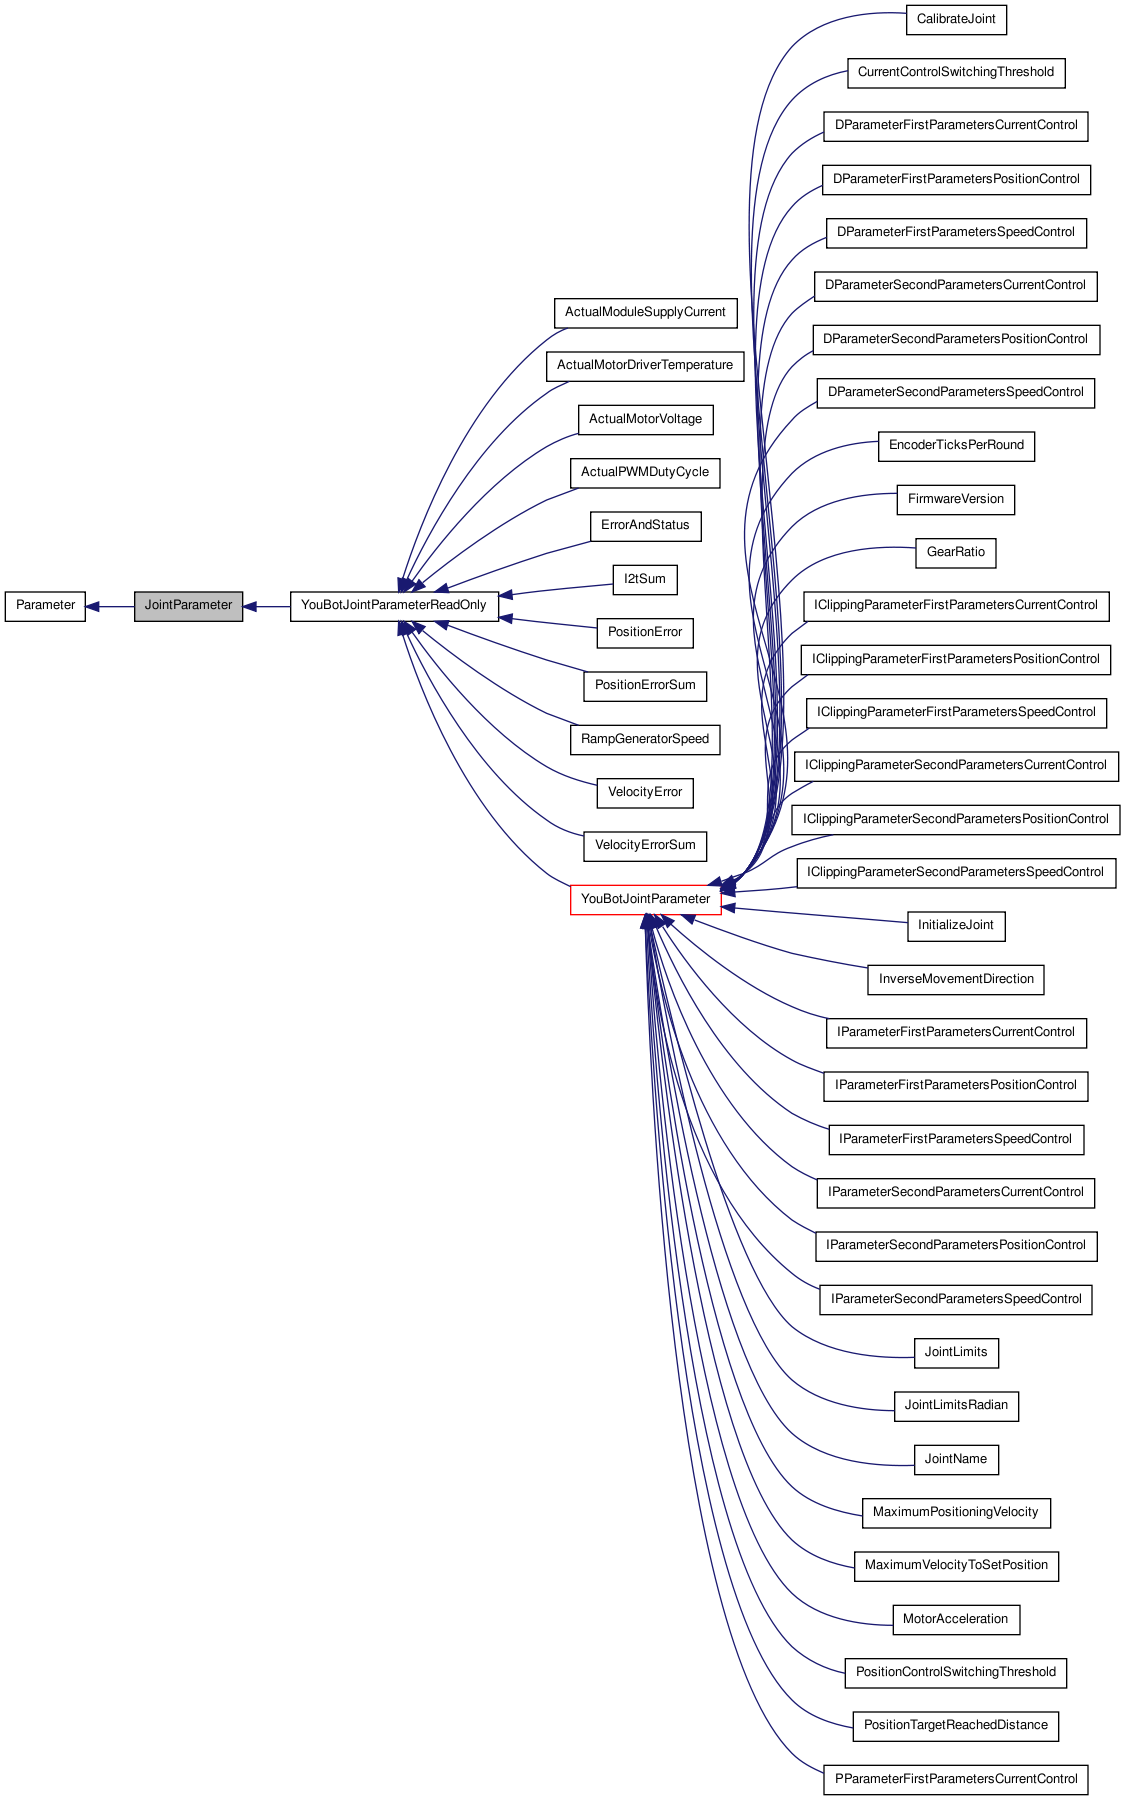 Parameter
JointParameter
YouBotJointParameterReadOnly
ActualModuleSupplyCurrent
ActualMotorDriverTemperature
ActualMotorVoltage
ActualPWMDutyCycle
ErrorAndStatus
I2tSum
PositionError
PositionErrorSum
RampGeneratorSpeed
VelocityError
VelocityErrorSum
YouBotJointParameter
CalibrateJoint
CurrentControlSwitchingThreshold
DParameterFirstParametersCurrentControl
DParameterFirstParametersPositionControl
DParameterFirstParametersSpeedControl
DParameterSecondParametersCurrentControl
DParameterSecondParametersPositionControl
DParameterSecondParametersSpeedControl
EncoderTicksPerRound
FirmwareVersion
GearRatio
IClippingParameterFirstParametersCurrentControl
IClippingParameterFirstParametersPositionControl
IClippingParameterFirstParametersSpeedControl
IClippingParameterSecondParametersCurrentControl
IClippingParameterSecondParametersPositionControl
IClippingParameterSecondParametersSpeedControl
InitializeJoint
InverseMovementDirection
IParameterFirstParametersCurrentControl
IParameterFirstParametersPositionControl
IParameterFirstParametersSpeedControl
IParameterSecondParametersCurrentControl
IParameterSecondParametersPositionControl
IParameterSecondParametersSpeedControl
JointLimits
JointLimitsRadian
JointName
MaximumPositioningVelocity
MaximumVelocityToSetPosition
MotorAcceleration
PositionControlSwitchingThreshold
PositionTargetReachedDistance
PParameterFirstParametersCurrentControl